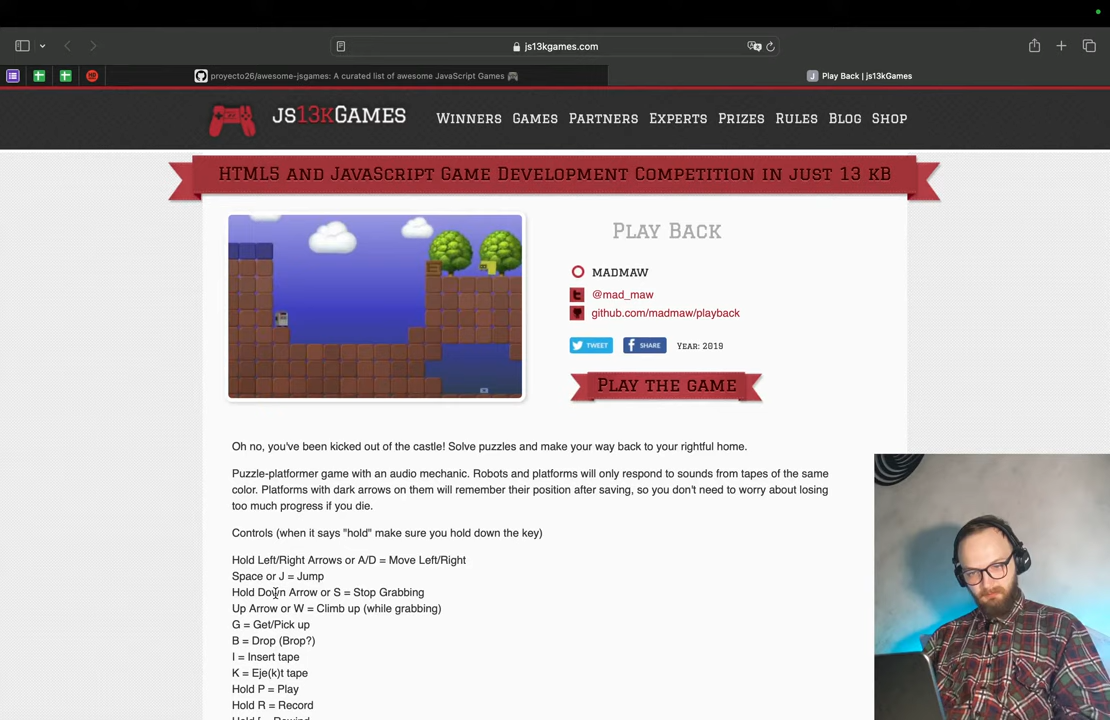 js13kgames.com
proyecto26/awesome-jsgames: A curated list of awesome JavaScript Games 🎮
J Play Back | js13kGames
JS13KGAMES
WINNERS GAMES PARTNERS EXPERTS PRIZES RULES BLOG SHOP
HTML5 AND JAVASCRIPT GAME DEVELOPMENT COMPETITION IN JUST 13 KB
PLAY BACK
MADMAW
@mad_maw
github.com/madmaw/playback
TWEET SHARE YEAR: 2019
PLAY THE GAME
Oh no, you've been kicked out of the castle! Solve puzzles and make your way back to your rightful home.
Puzzle-platformer game with an audio mechanic. Robots and platforms will only respond to sounds from tapes of the same
color. Platforms with dark arrows on them will remember their position after saving, so you don't need to worry about losing
too much progress if you die.
Controls (when it says "hold" make sure you hold down the key)
Hold Left/Right Arrows or A/D = Move Left/Right
Space or J = Jump
Hold Down Arrow or S = Stop Grabbing
Up Arrow or W = Climb up (while grabbing)
G = Get/Pick up
B = Drop (Brop?)
I = Insert tape
K = Eje(k)t tape
Hold P = Play
Hold R = Record
Hold [ = Rewind